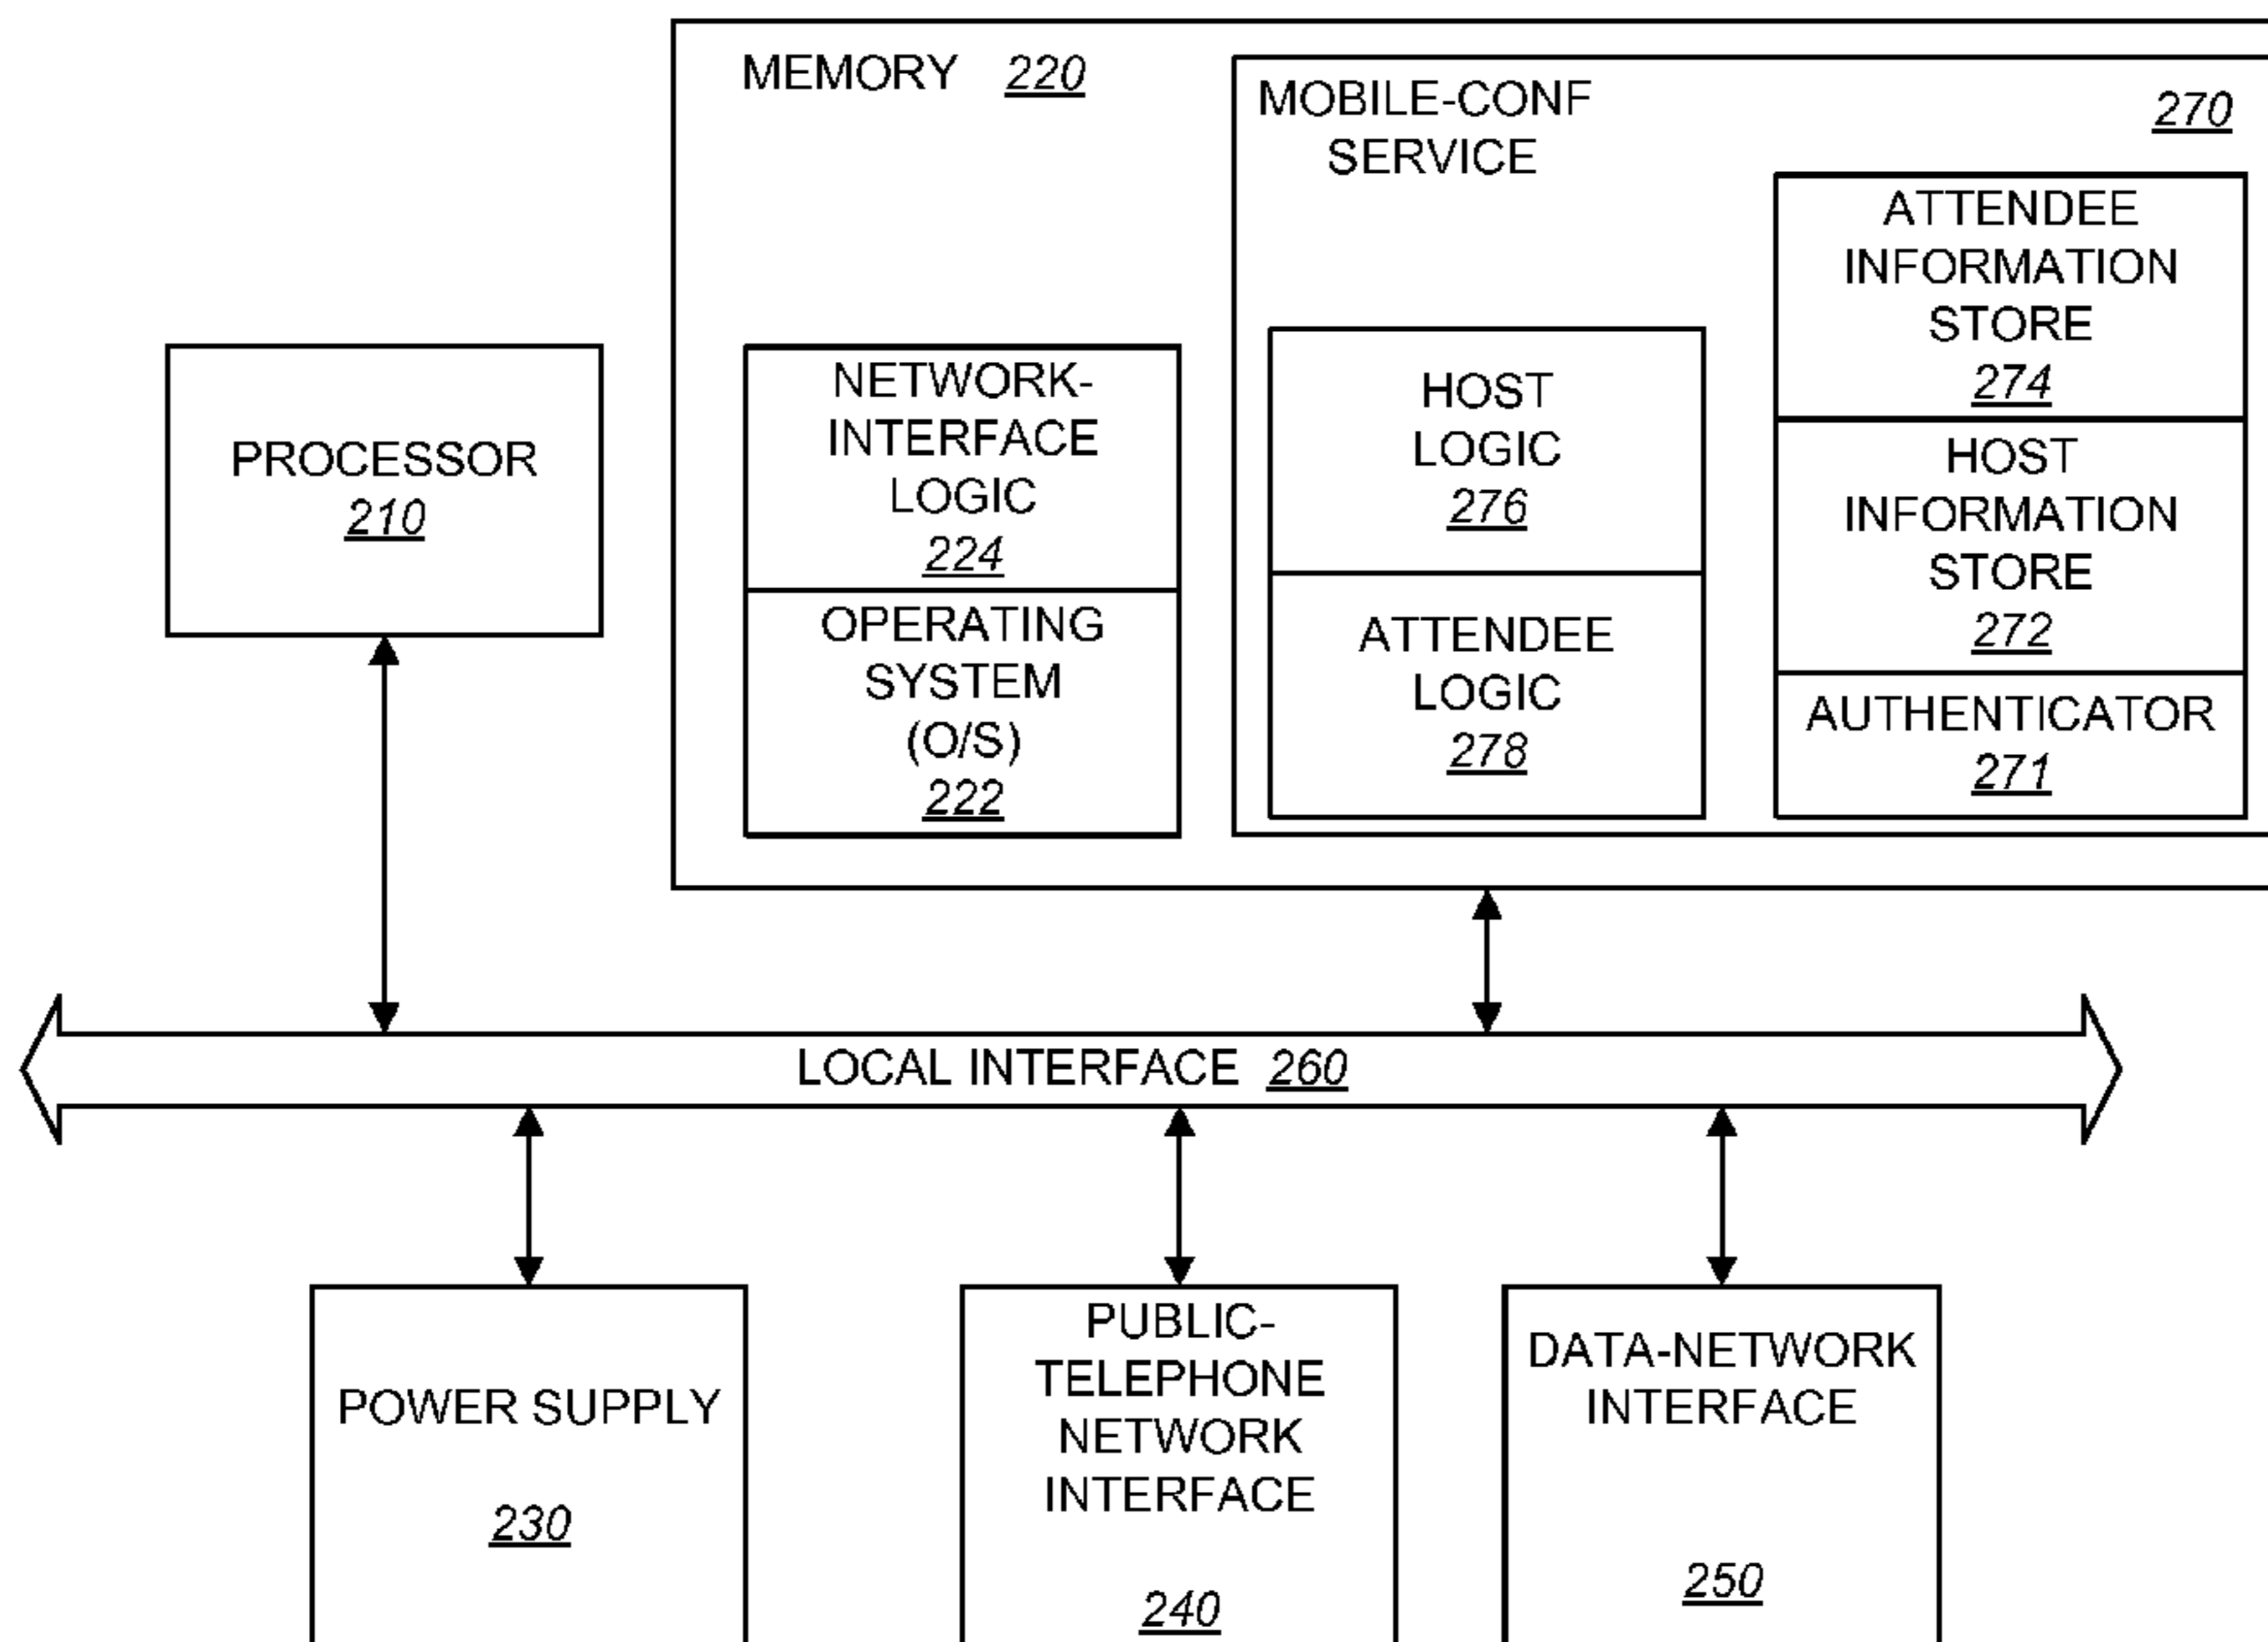 MEMORY 220
MOBILE-CONF
SERVICE
270
ATTENDEE
INFORMATION
STORE
274
HOST
INFORMATION
STORE
272
AUTHENTICATOR
271
HOST
LOGIC
276
ATTENDEE
LOGIC
278
NETWORK-
INTERFACE
LOGIC
224
OPERATING
SYSTEM
(O/S)
222
PROCESSOR
210
LOCAL INTERFACE 260
POWER SUPPLY
230
PUBLIC-
TELEPHONE
NETWORK
INTERFACE
240
DATA-NETWORK
INTERFACE
250